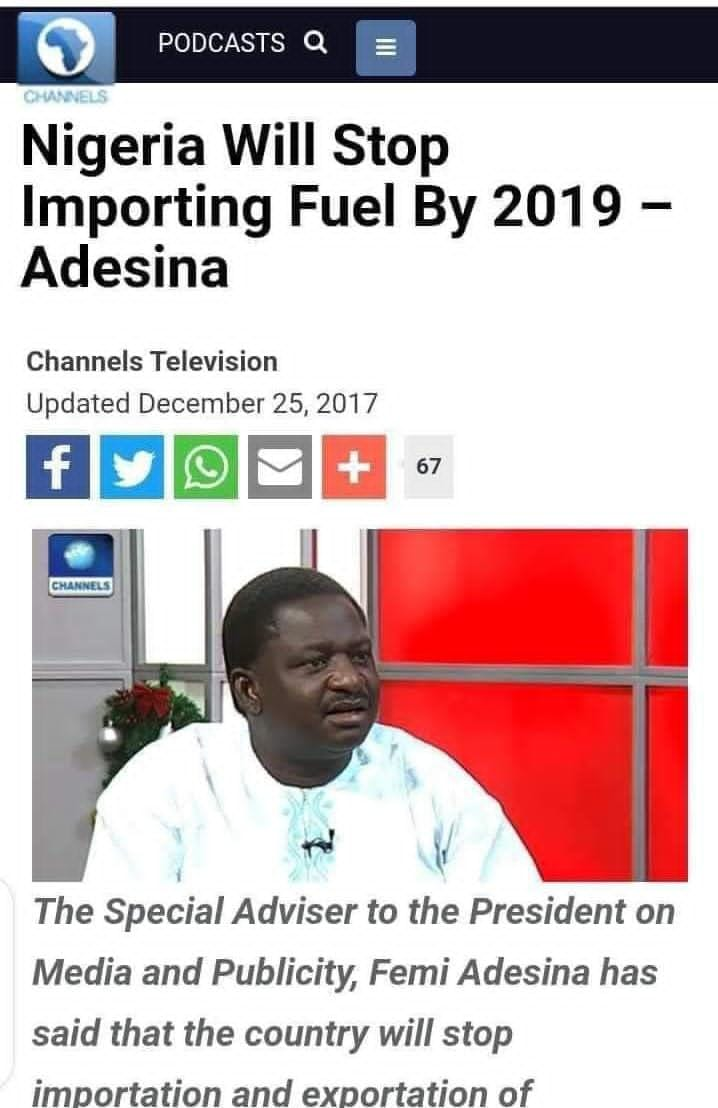 PODCASTS
CHANNELS
Nigeria Will Stop
Importing Fuel By 2019 –
Adesina
Channels Television
Updated December 25, 2017
67
CHANNELS
The Special Adviser to the President on
Media and Publicity, Femi Adesina has
said that the country will stop
importation and exportation of